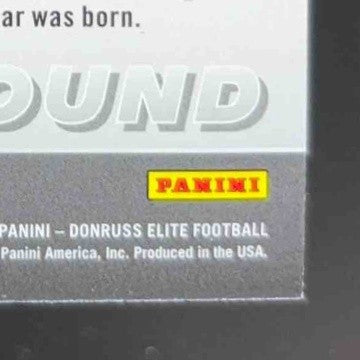 ar was born.
OUND
PANINI
PANINI – DONRUSS ELITE FOOTBALL
Panini America, Inc. Produced in the USA.